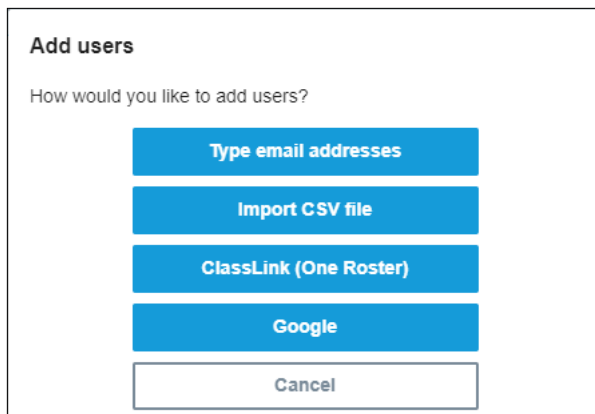 Add users
How would you like to add users?
Type email addresses
Import CSV file
ClassLink (One Roster)
Google
Cancel